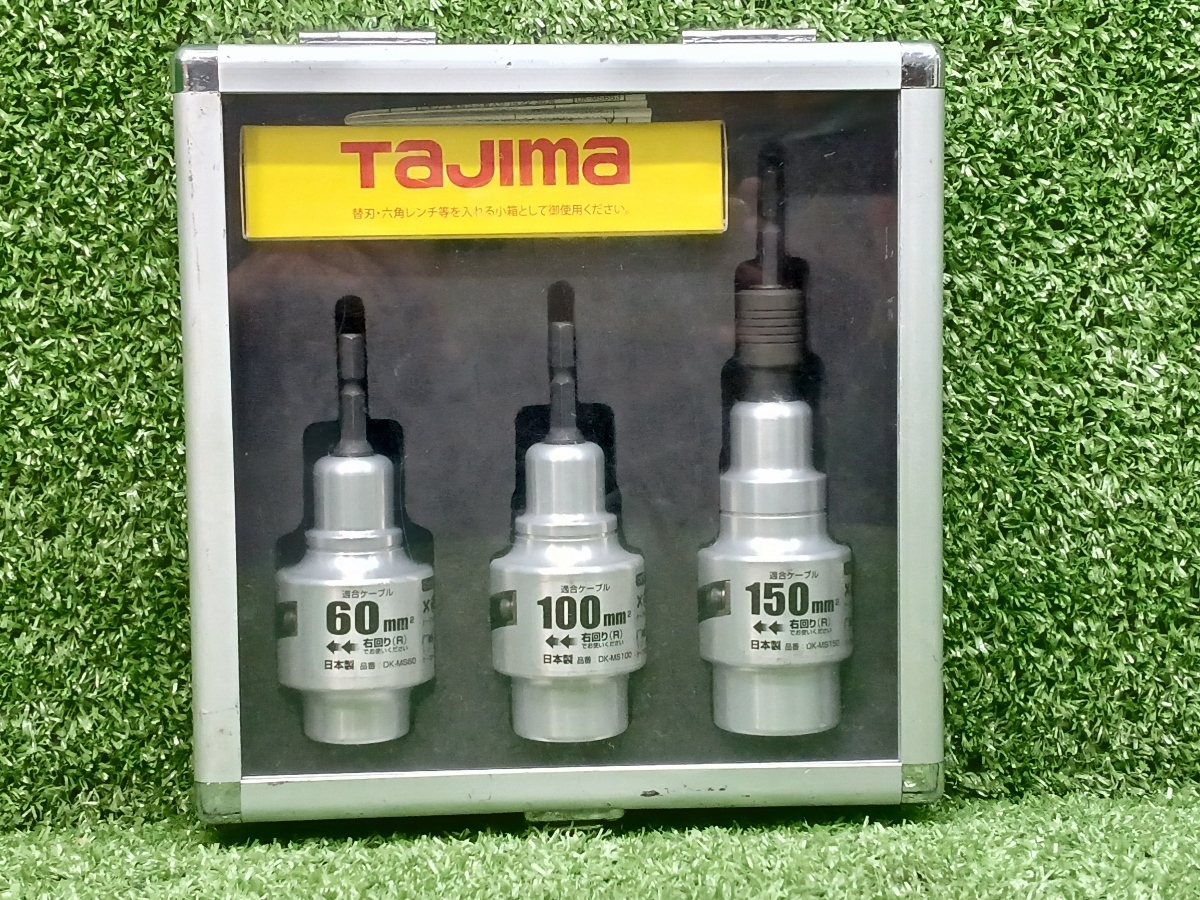 TaJima
替刃・六角レンチ等を入れる小箱として御使用ください。
適合ケーブル
60mm²
右回り(R)
でお使いください
日本製 品番 DK-MS60
適合ケーブル
100mm²
右回り(R)
でお使いください
日本製 品番 DK-MS100
適合ケーブル
150mm²
右回り(R)
でお使いください
日本製 品番 DK-MS150